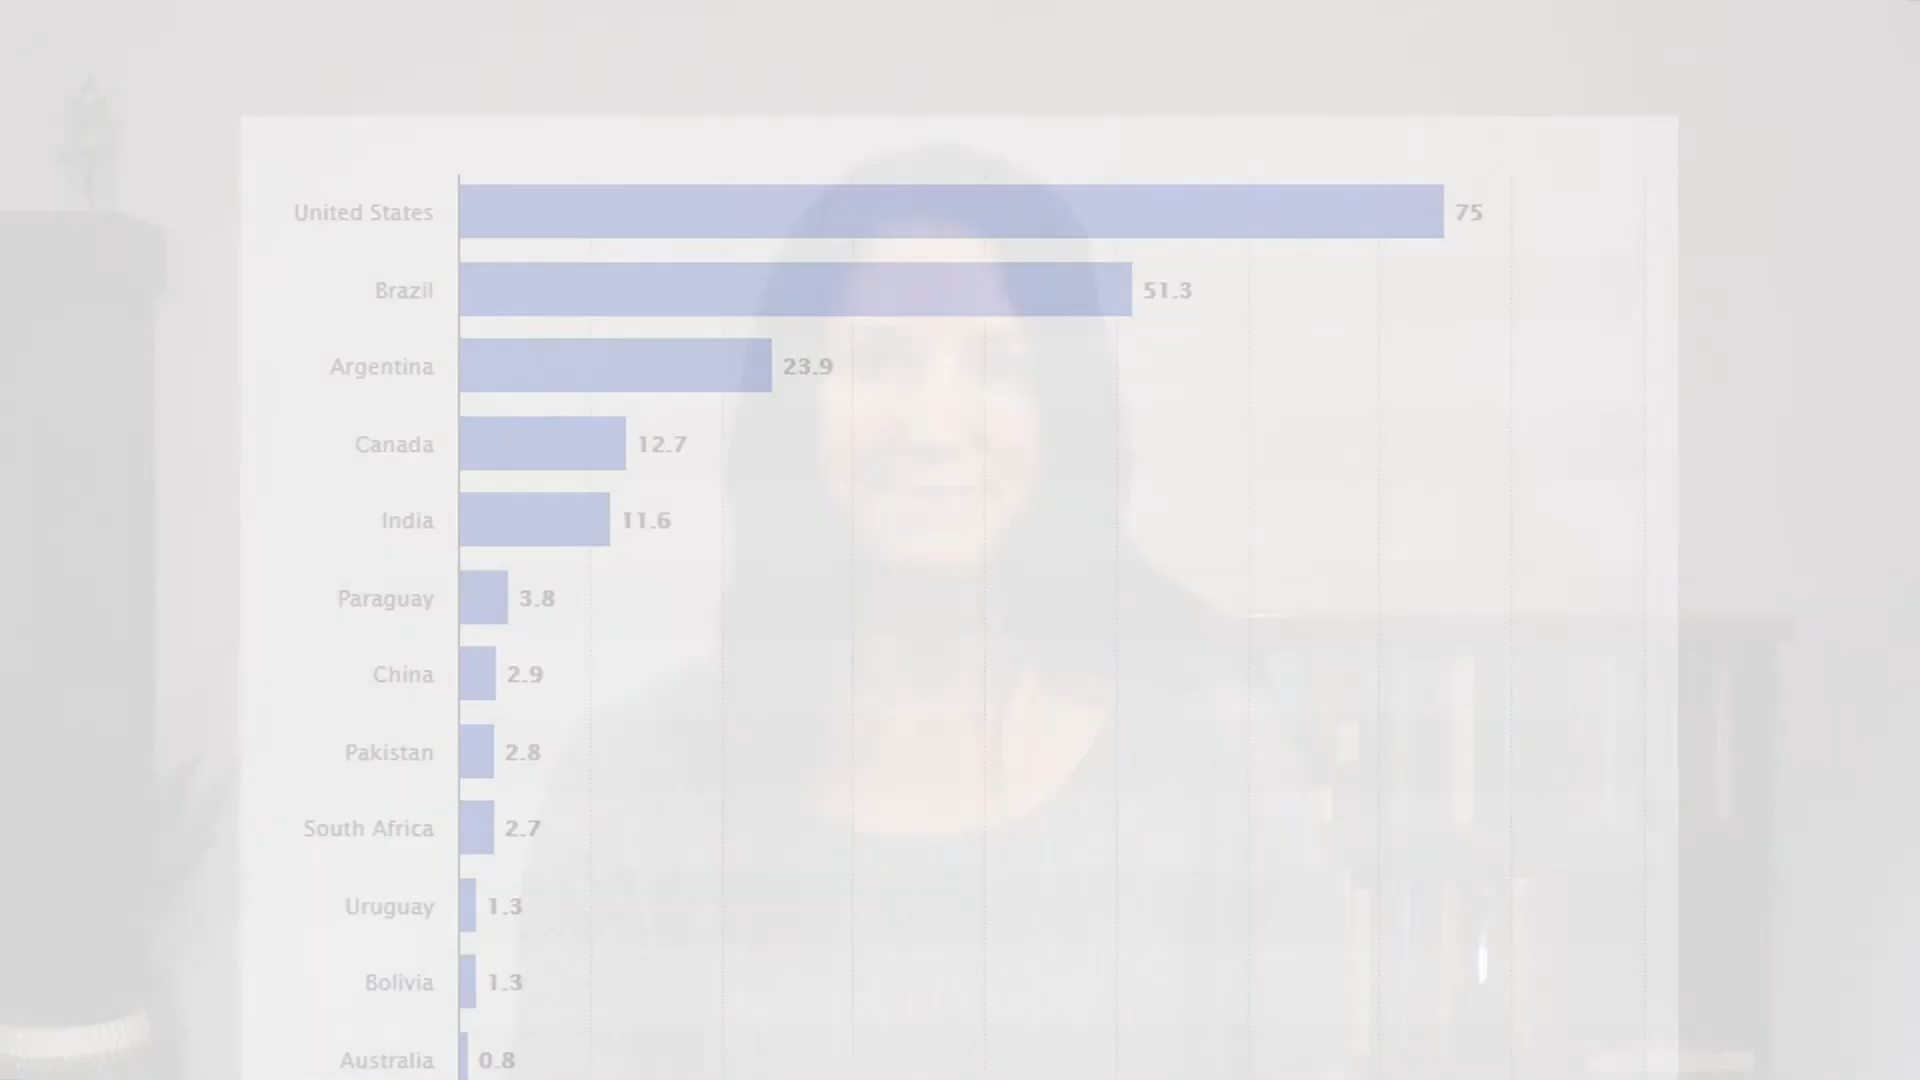 United States 75
Brazil 51.3
Argentina 23.9
Canada 12.7
India 11.6
Paraguay 3.8
China 2.9
Pakistan 2.8
South Africa 2.7
Uruguay 1.3
Bolivia 1.3
Australia 0.8